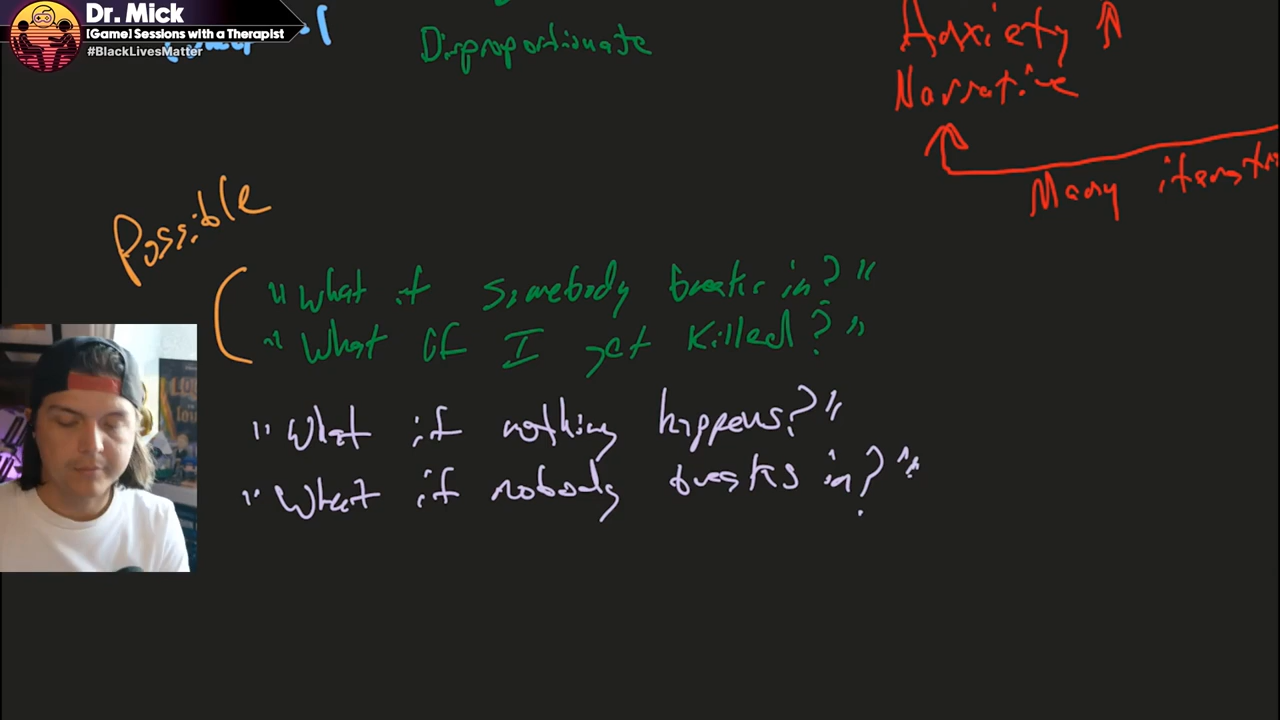 Dr. Mick
[Game] Sessions with a Therapist
#BlackLivesMatter
Disproportionate
Anxiety
Narrative
Many
Possible
"What if somebody breaks in?"
"What if I get killed?"
"What if nothing happens?"
"What if nobody breaks in?"